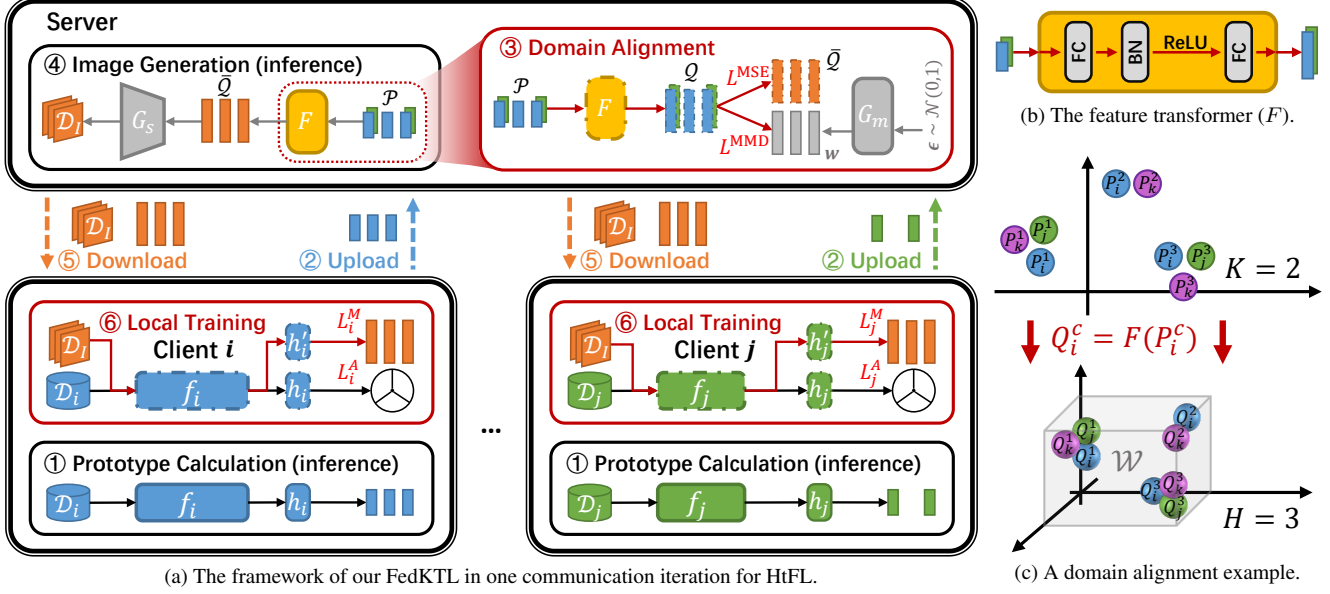 Server
④ Image Generation (inference)
Q̄
𝒫
𝒟_I
G_s
F
③ Domain Alignment
𝒫
F
𝒬
L^MSE
L^MMD
Q̄
w
G_m
ϵ ~ 𝒩(0,1)
𝒟_I
⑤ Download
② Upload
𝒟_I
⑤ Download
② Upload
⑥ Local Training
Client i
𝒟_I
𝒟_i
f_i
h_i′
h_i
L_i^M
L_i^A
① Prototype Calculation (inference)
𝒟_i
f_i
h_i
...
⑥ Local Training
Client j
𝒟_I
𝒟_j
f_j
h_j′
h_j
L_j^M
L_j^A
① Prototype Calculation (inference)
𝒟_j
f_j
h_j
(a) The framework of our FedKTL in one communication iteration for HtFL.
FC
BN
ReLU
FC
(b) The feature transformer (F).
P_i^2 P_k^2
P_k^1 P_j^1
P_i^1
P_i^3 P_j^3
P_k^3
K = 2
Q_i^c = F(P_i^c)
Q_i^2
Q_k^2
Q_j^1
Q_k^1
Q_i^1
𝒲
Q_k^3
Q_i^3
Q_j^3
H = 3
(c) A domain alignment example.